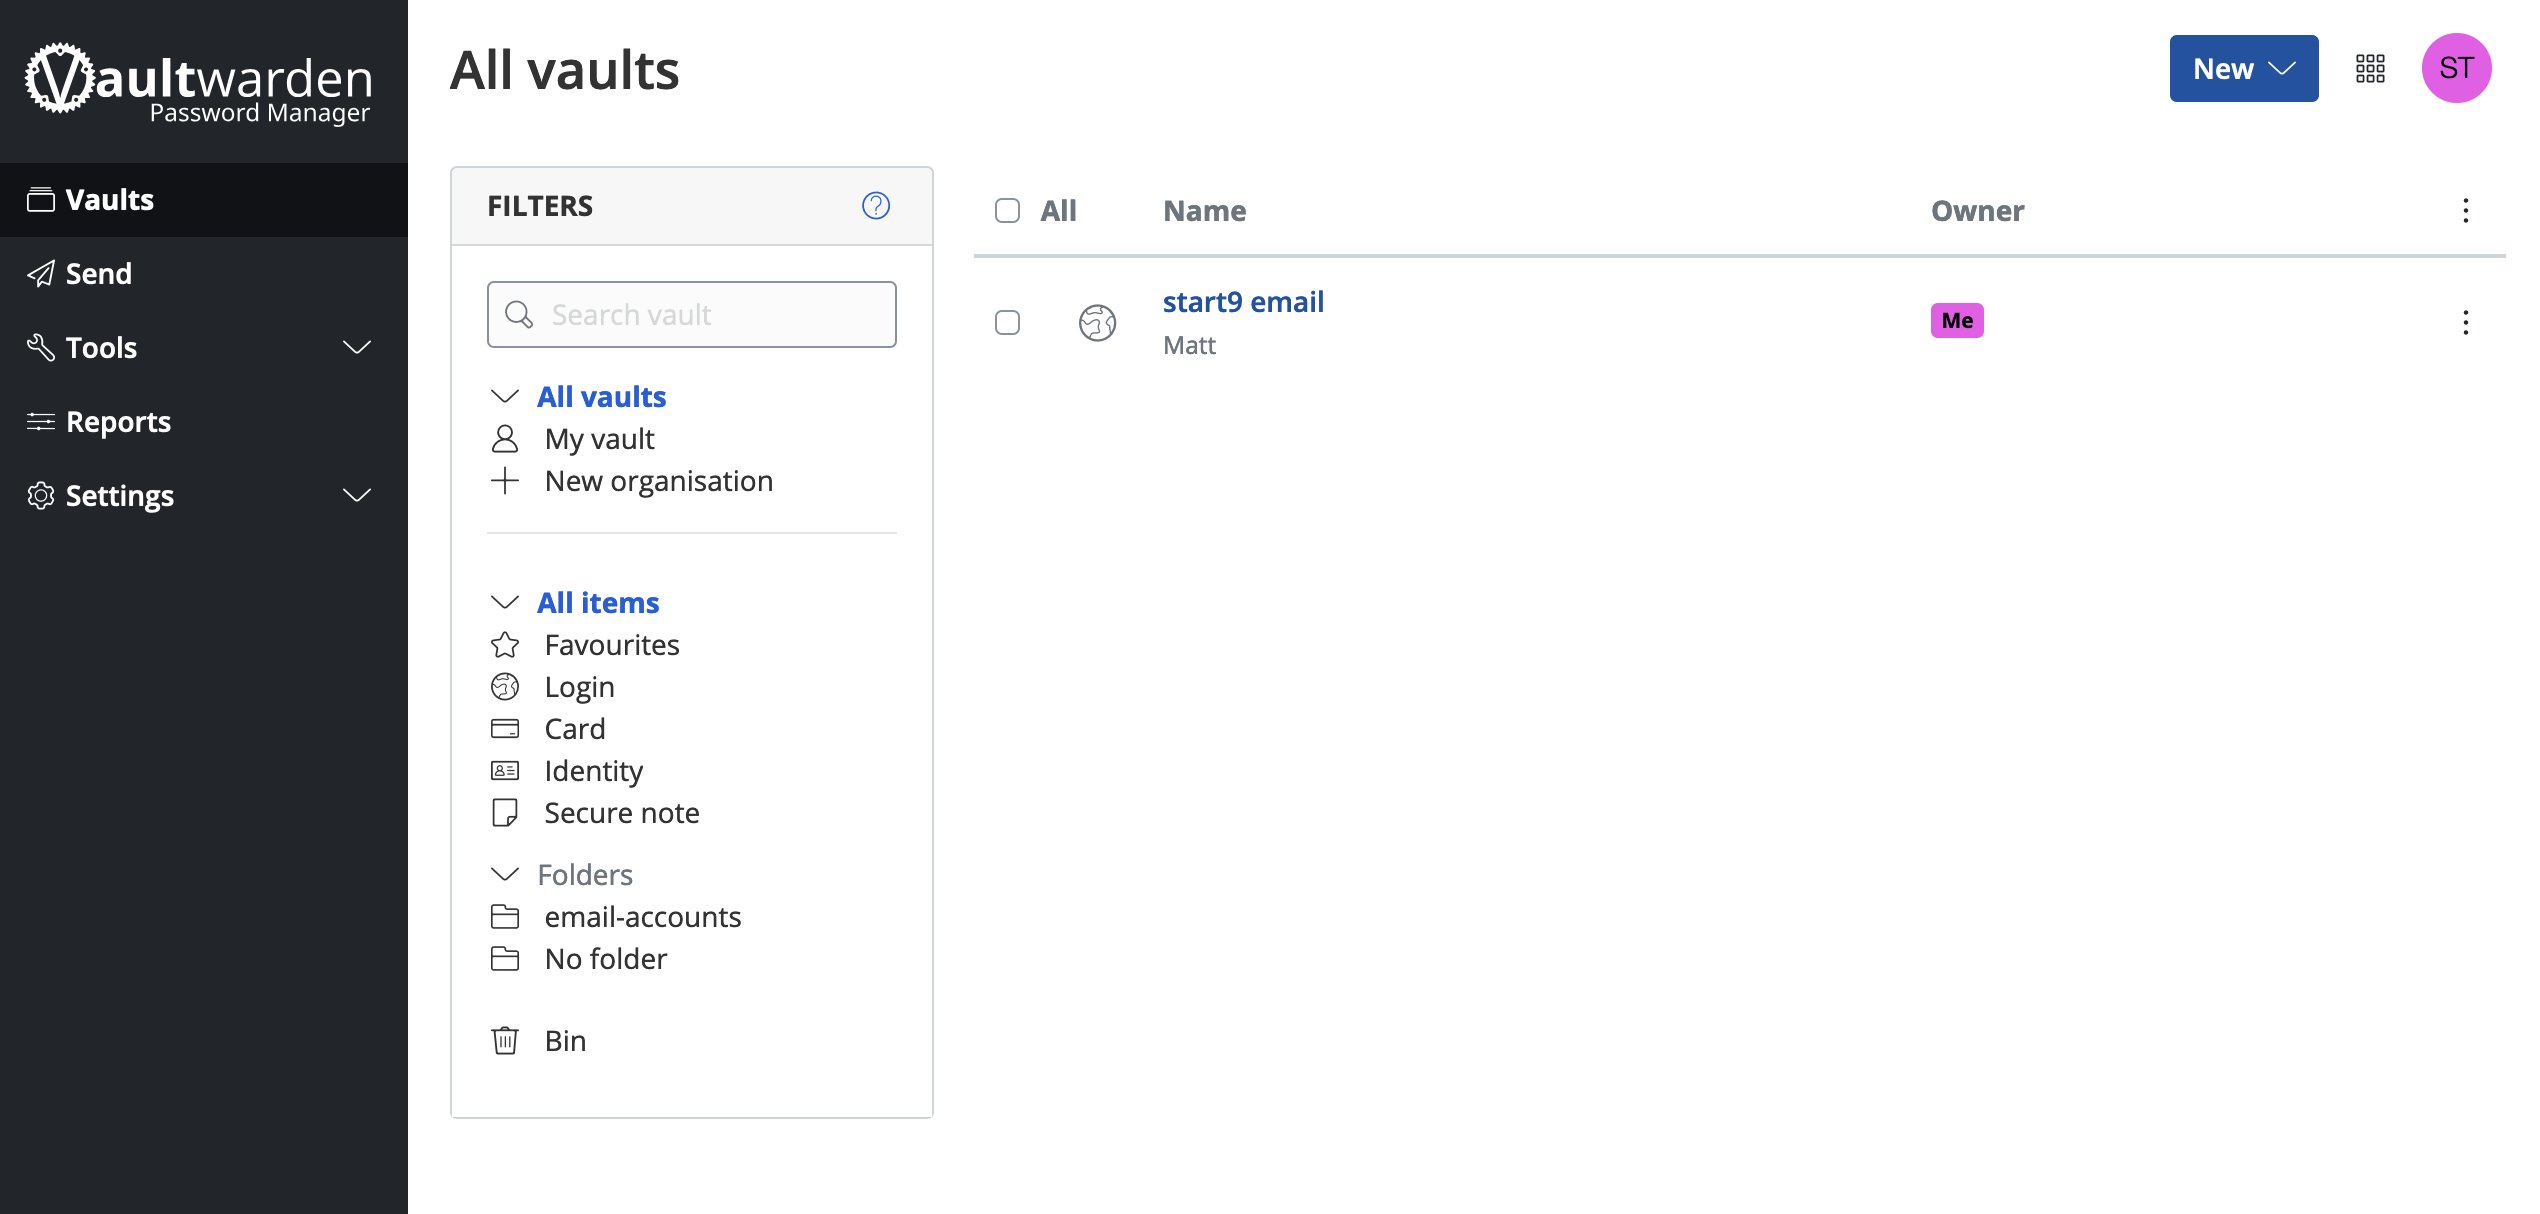 Vaultwarden
Password Manager
Vaults
Send
Tools
Reports
Settings
All vaults
New
ST
FILTERS
?
Search vault
All vaults
My vault
New organisation
All items
Favourites
Login
Card
Identity
Secure note
Folders
email-accounts
No folder
Bin
All Name Owner
start9 email
Matt
Me